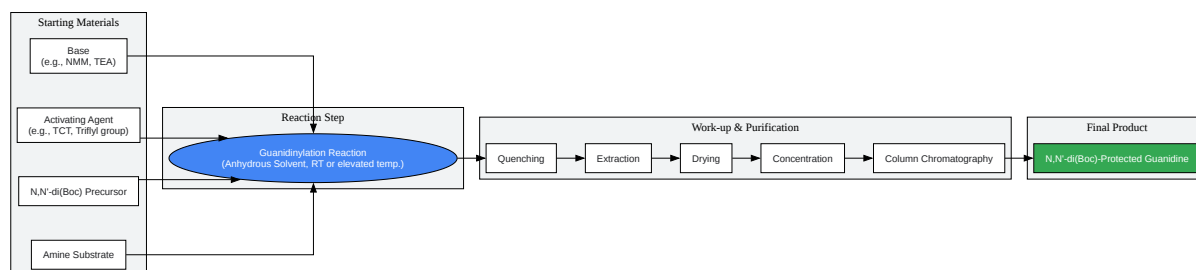 Starting Materials
Base
(e.g., NMM, TEA)
Activating Agent
(e.g., TCT, Triflyl group)
N,N'-di(Boc) Precursor
Amine Substrate
Reaction Step
Guanidinylation Reaction
(Anhydrous Solvent, RT or elevated temp.)
Work-up & Purification
Quenching
Extraction
Drying
Concentration
Column Chromatography
Final Product
N,N'-di(Boc)-Protected Guanidine